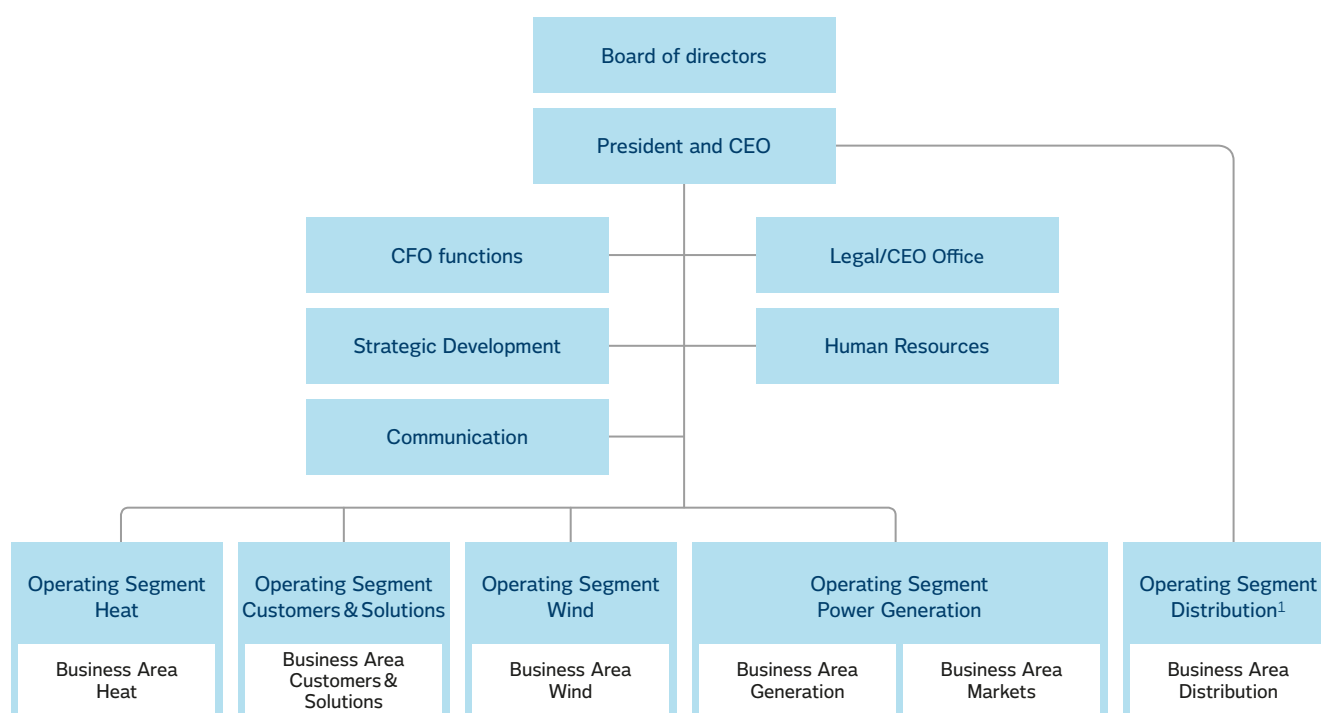 Board of directors
President and CEO
CFO functions
Legal/CEO Office
Strategic Development
Human Resources
Communication
Operating Segment
Heat
Business Area
Heat
Operating Segment
Customers & Solutions
Business Area
Customers &
Solutions
Operating Segment
Wind
Business Area
Wind
Operating Segment
Power Generation
Business Area
Generation
Business Area
Markets
Operating Segment
Distribution¹
Business Area
Distribution